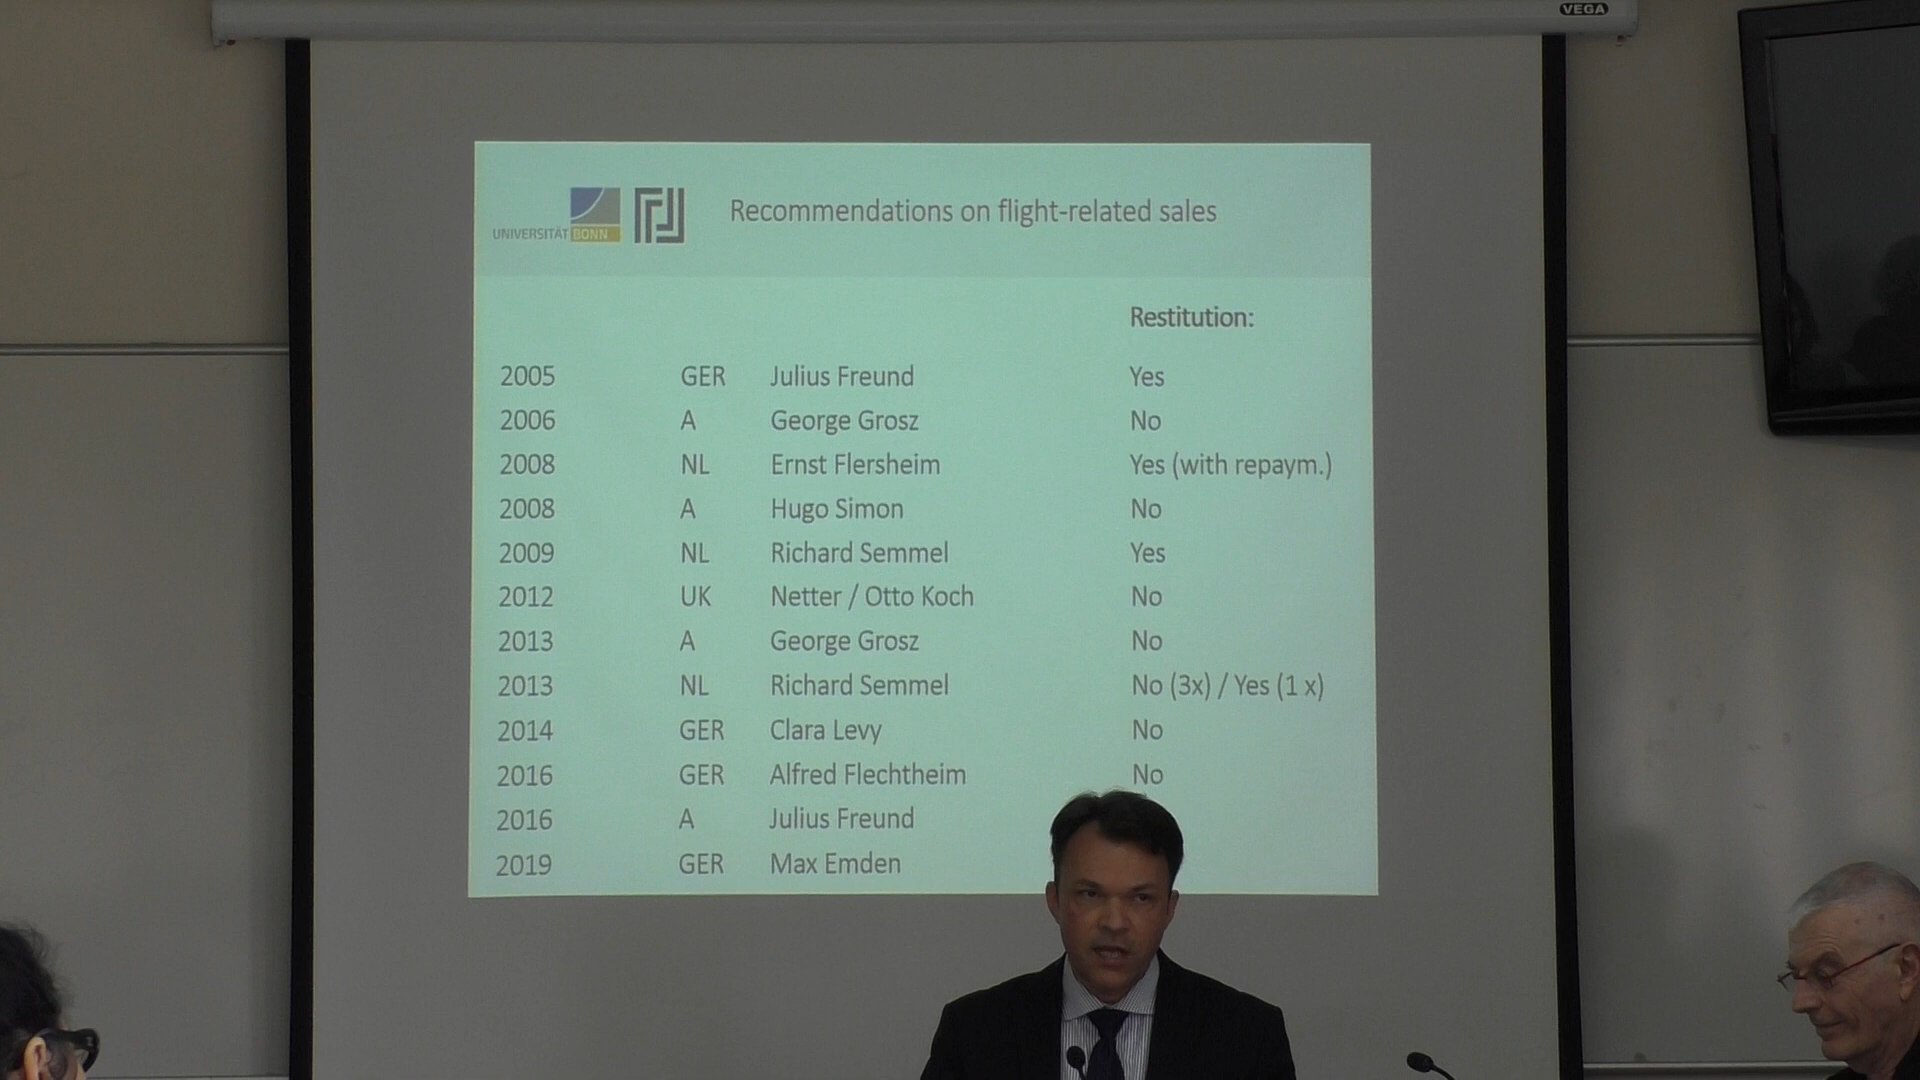 VEGA
UNIVERSITÄT BONN
Recommendations on flight-related sales
Restitution:
2005 GER Julius Freund Yes
2006 A George Grosz No
2008 NL Ernst Flersheim Yes (with repaym.)
2008 A Hugo Simon No
2009 NL Richard Semmel Yes
2012 UK Netter / Otto Koch No
2013 A George Grosz No
2013 NL Richard Semmel No (3x) / Yes (1 x)
2014 GER Clara Levy No
2016 GER Alfred Flechtheim No
2016 A Julius Freund
2019 GER Max Emden